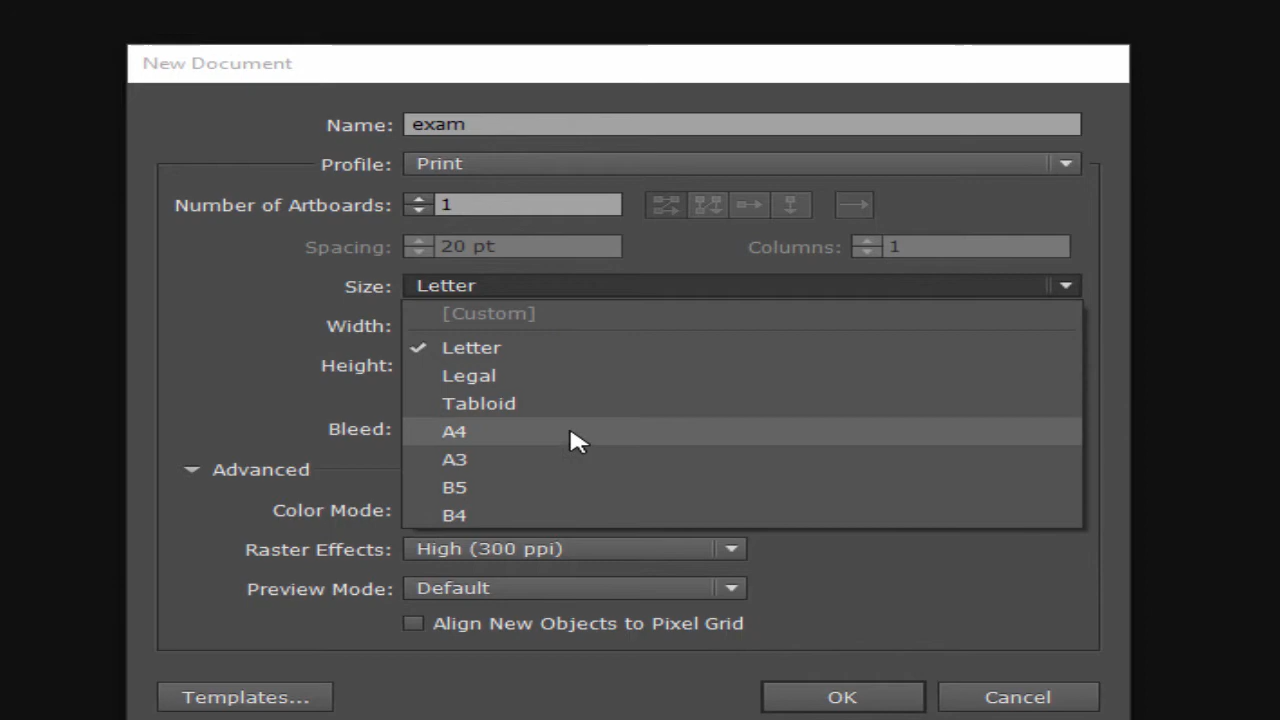 New Document
Name: exam
Profile: Print
Number of Artboards: 1
Spacing: 20 pt Columns: 1
Size: Letter
[Custom]
Width:
Letter
Height:
Legal
Tabloid
Bleed: A4
A3
Advanced
B5
Color Mode: B4
Raster Effects: High (300 ppi)
Preview Mode: Default
Align New Objects to Pixel Grid
Templates... OK Cancel